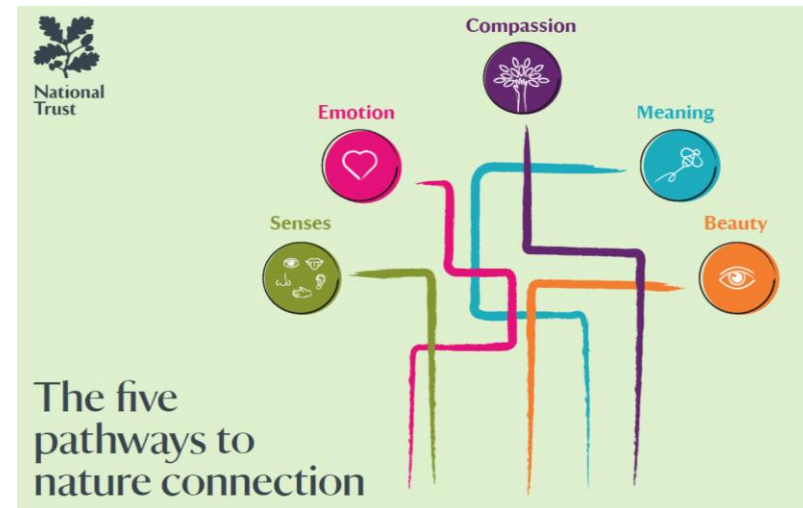 National
Trust
Compassion
Emotion
Meaning
Senses
Beauty
The five
pathways to
nature connection